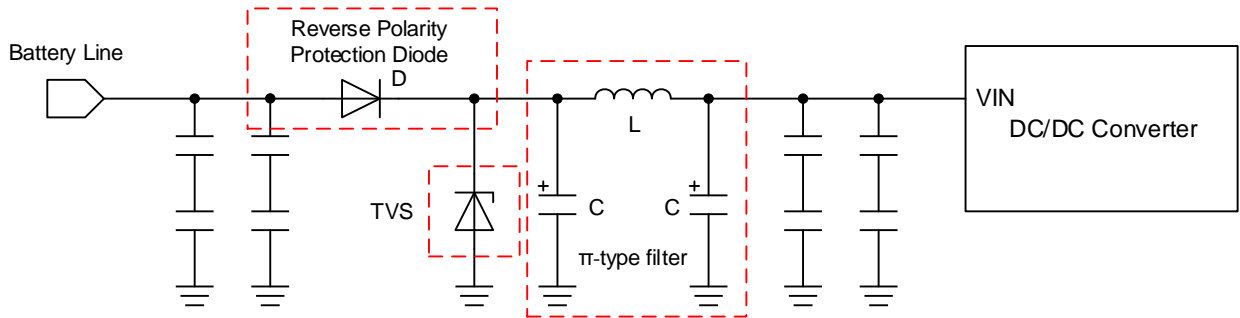 Reverse Polarity
Protection Diode
Battery Line
D
L
VIN
DC/DC Converter
TVS
+
C
+
C
π-type filter